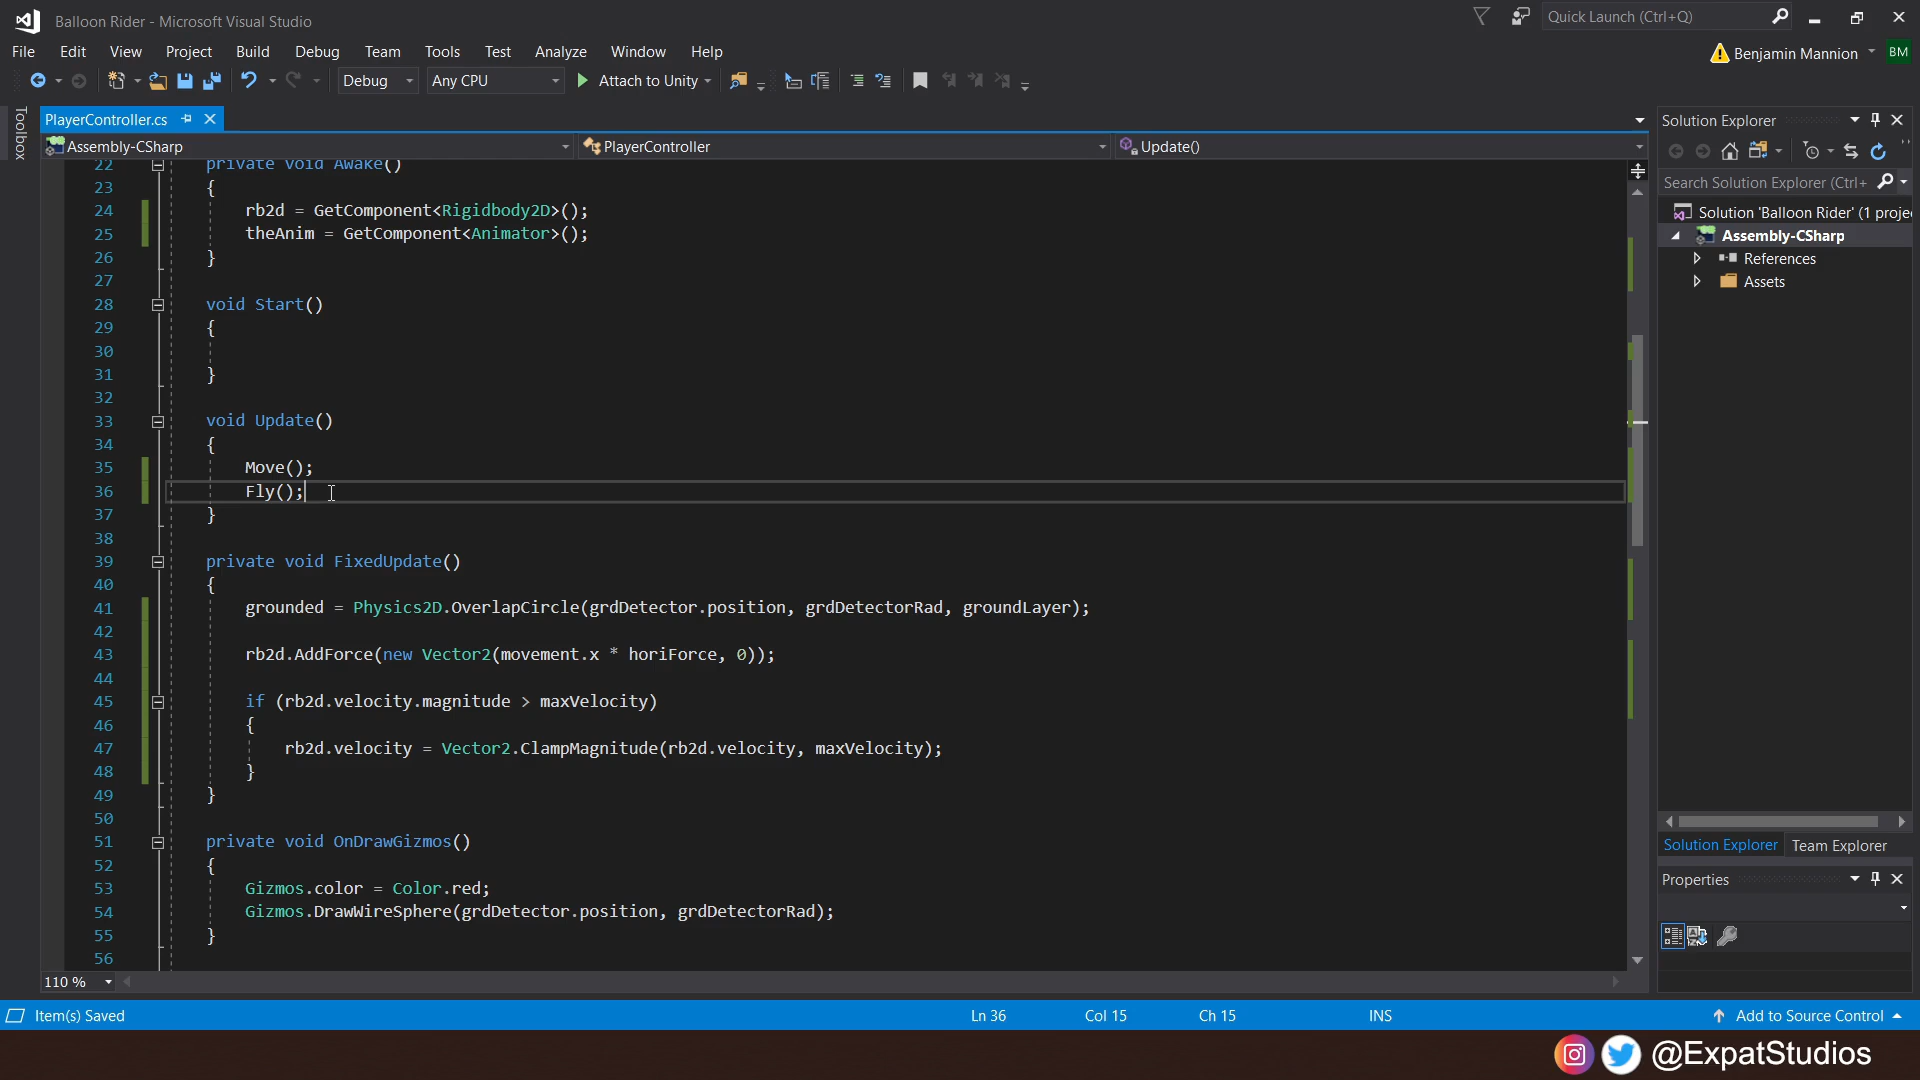 Balloon Rider - Microsoft Visual Studio
Quick Launch (Ctrl+Q)
File Edit View Project Build Debug Team Tools Test Analyze Window Help
Benjamin Mannion BM
Debug Any CPU Attach to Unity
Toolbox
PlayerController.cs
Assembly-CSharp PlayerController Update()
22 private void Awake()
23 {
24 rb2d = GetComponent<Rigidbody2D>();
25 theAnim = GetComponent<Animator>();
26 }
27
28 void Start()
29 {
30
31 }
32
33 void Update()
34 {
35 Move();
36 Fly();
37 }
38
39 private void FixedUpdate()
40 {
41 grounded = Physics2D.OverlapCircle(grdDetector.position, grdDetectorRad, groundLayer);
42
43 rb2d.AddForce(new Vector2(movement.x * horiForce, 0));
44
45 if (rb2d.velocity.magnitude > maxVelocity)
46 {
47 rb2d.velocity = Vector2.ClampMagnitude(rb2d.velocity, maxVelocity);
48 }
49 }
50
51 private void OnDrawGizmos()
52 {
53 Gizmos.color = Color.red;
54 Gizmos.DrawWireSphere(grdDetector.position, grdDetectorRad);
55 }
56
110 %
Solution Explorer
Search Solution Explorer (Ctrl+
Solution 'Balloon Rider' (1 proje
Assembly-CSharp
References
Assets
Solution Explorer Team Explorer
Properties
Item(s) Saved Ln 36 Col 15 Ch 15 INS Add to Source Control
@ExpatStudios